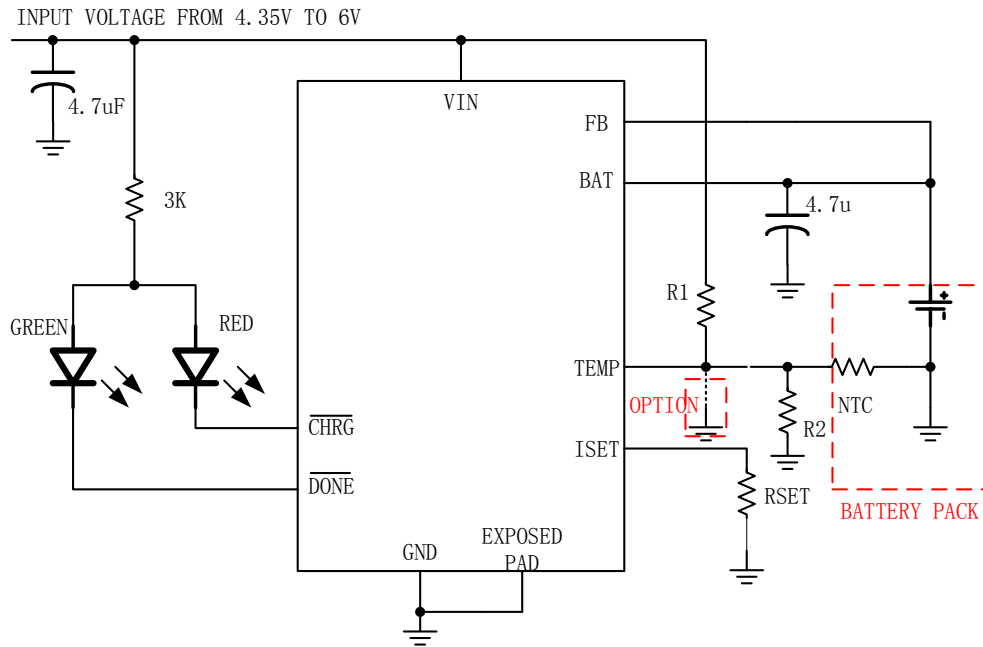 INPUT VOLTAGE FROM 4.35V TO 6V
4.7uF
VIN
FB
BAT
3K
4.7u
R1
GREEN
RED
TEMP
OPTION
NTC
R2
CHRG
ISET
DONE
RSET
BATTERY PACK
EXPOSED
PAD
GND